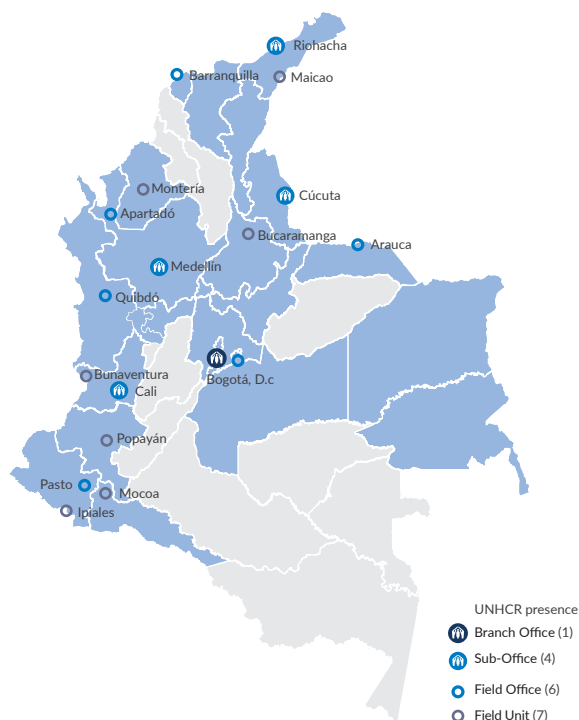 Riohacha
Barranquilla
Maicao
Montería
Cúcuta
Apartadó
Bucaramanga
Arauca
Medellín
Quibdó
Bunaventura
Bogotá, D.c
Cali
Popayán
Pasto
Mocoa
Ipiales
UNHCR presence
Branch Office (1)
Sub-Office (4)
Field Office (6)
Field Unit (7)